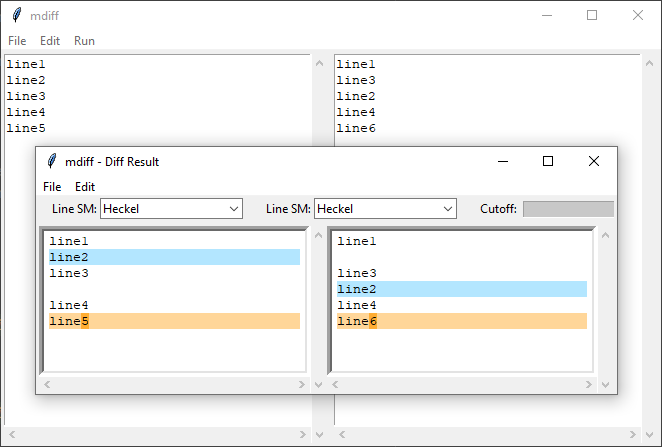 mdiff
File Edit Run
line1
line2
line3
line4
line5
line1
line3
line2
line4
line6
mdiff - Diff Result
File Edit
Line SM: Heckel Line SM: Heckel Cutoff:
line1
line2
line3
line4
line5
line1
line3
line2
line4
line6